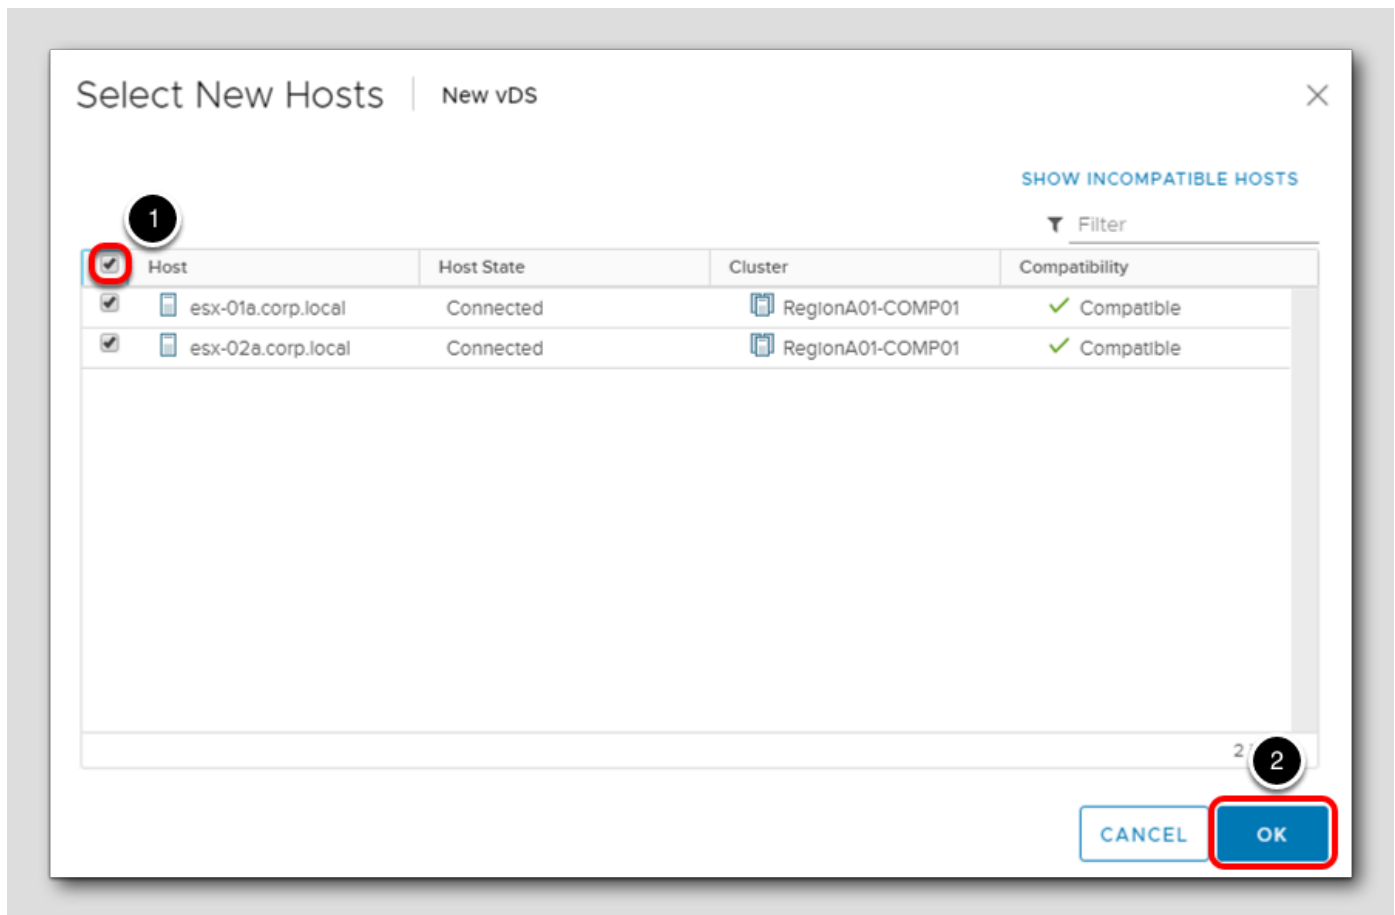 Select New Hosts New vDS
SHOW INCOMPATIBLE HOSTS
Filter
1
Host Host State Cluster Compatibility
esx-01a.corp.local Connected RegionA01-COMP01 Compatible
esx-02a.corp.local Connected RegionA01-COMP01 Compatible
2
2
CANCEL OK